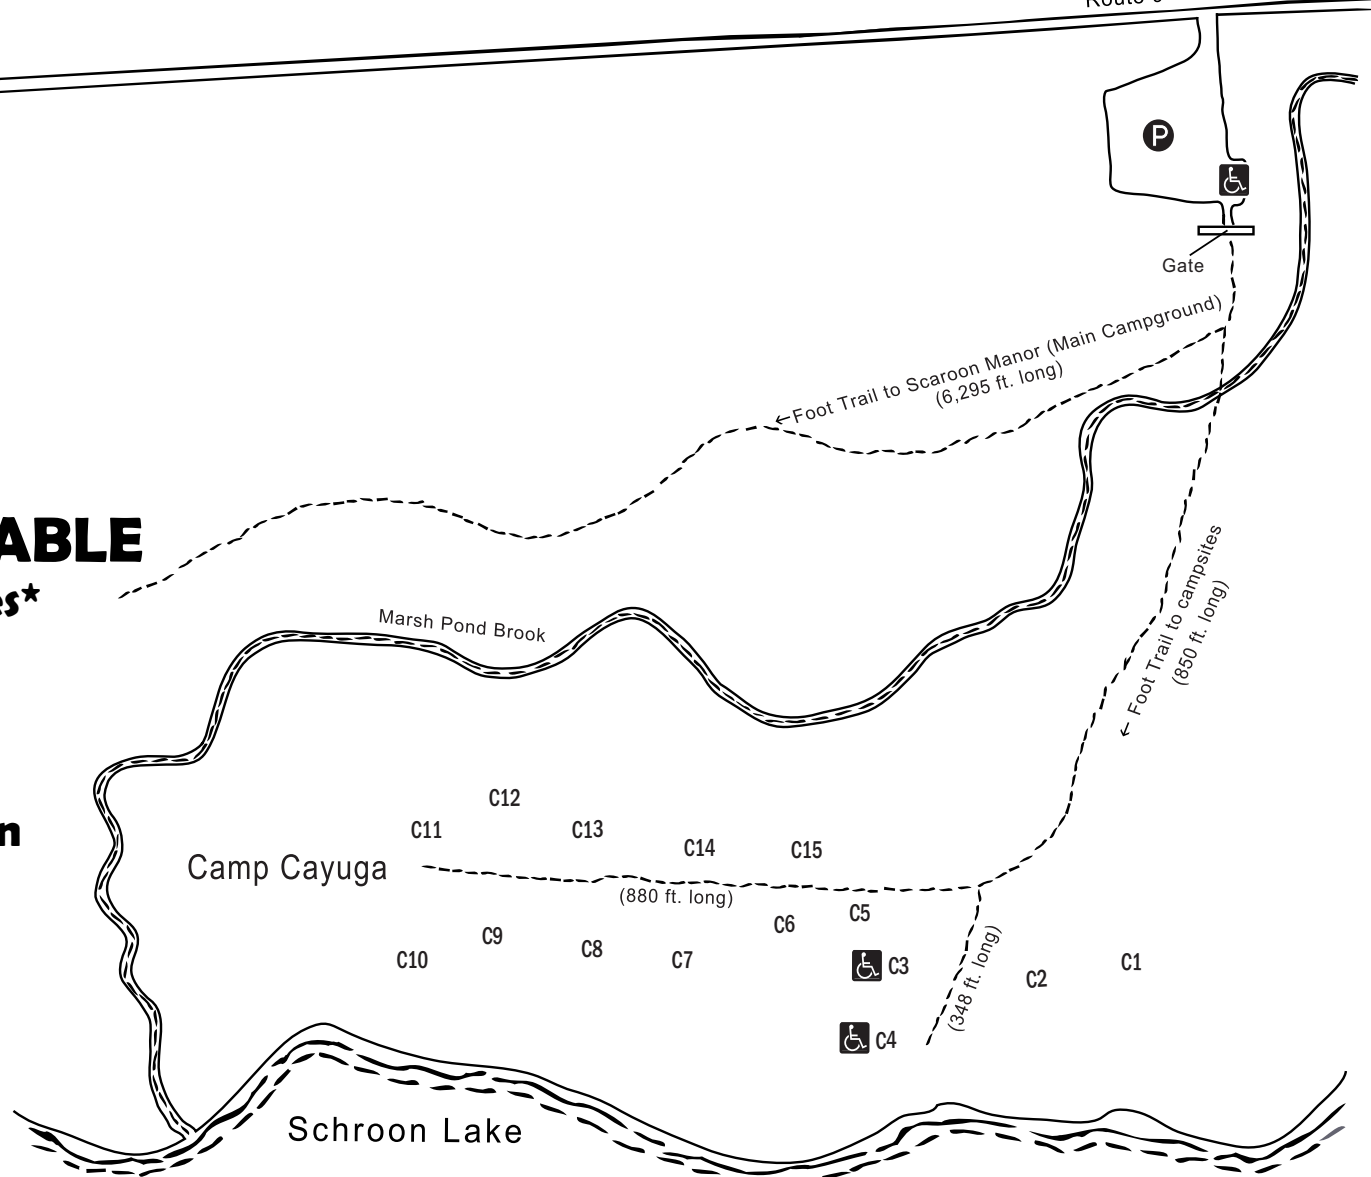 P
Gate
←Foot Trail to Scaroon Manor (Main Campground)
(6,295 ft. long)
ABLE
es*
Marsh Pond Brook
← Foot Trail to campsites
(850 ft. long)
n
C12
C11
C13
C14
C15
Camp Cayuga
(880 ft. long)
C5
C6
C9
C8
C10
C7
C3
C2
C1
(348 ft. long)
C4
Schroon Lake